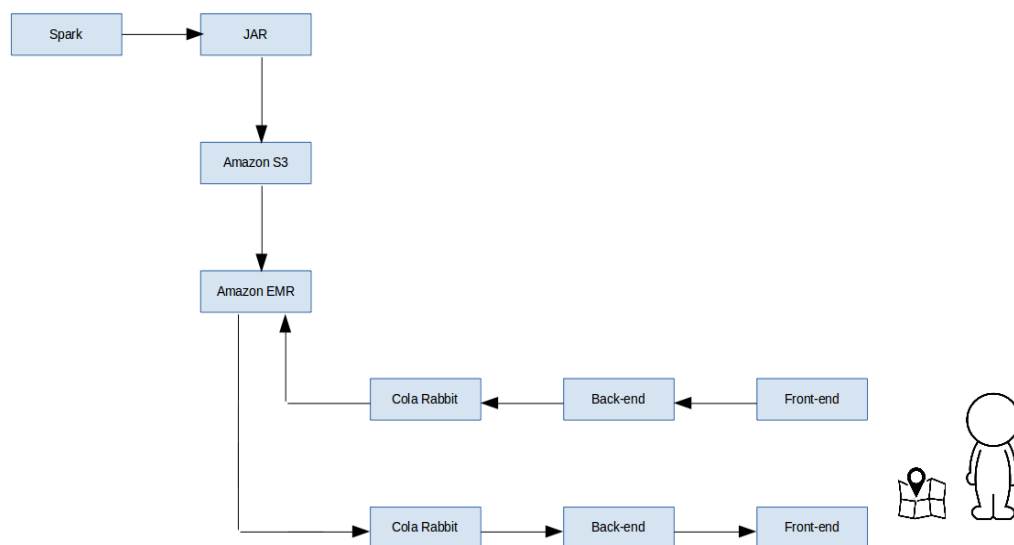 Spark
JAR
Amazon S3
Amazon EMR
Cola Rabbit
Back-end
Front-end
Cola Rabbit
Back-end
Front-end